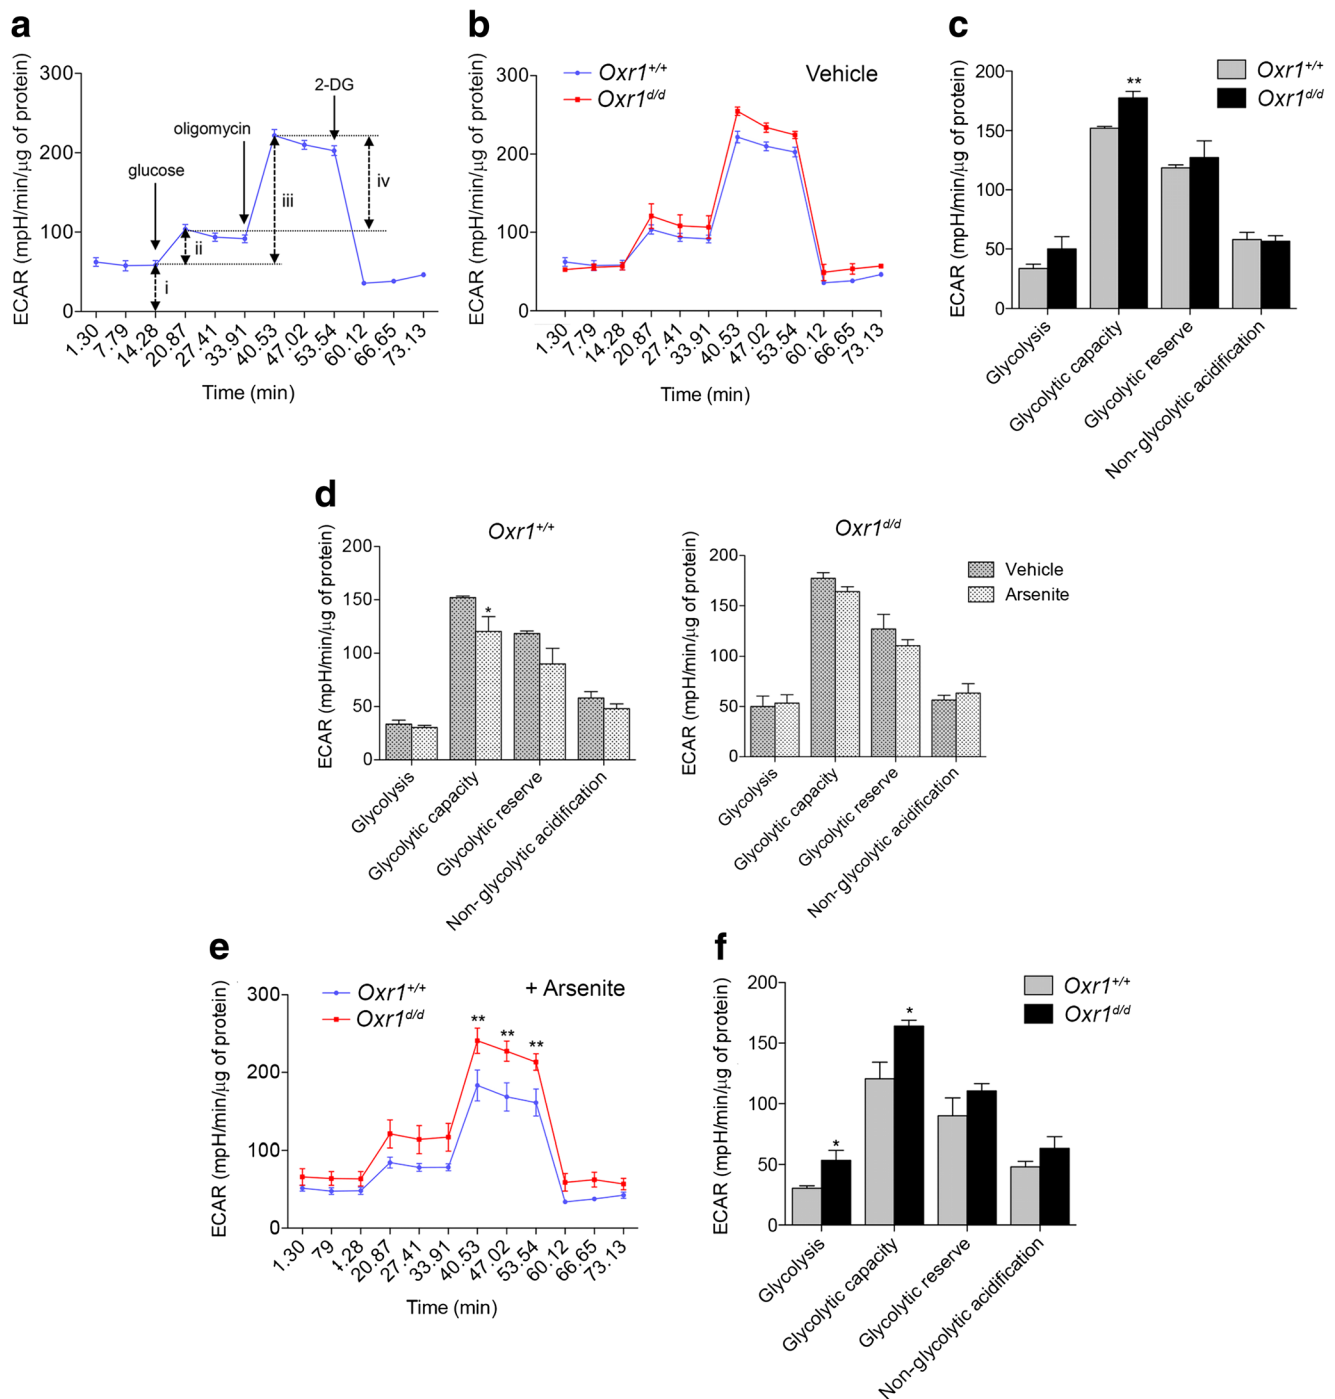 a
ECAR (mpH/min/µg of protein)
300
200
100
0
glucose
oligomycin
2-DG
i
ii
iii
iv
1.30
7.79
14.28
20.87
27.41
33.91
40.53
47.02
53.54
60.12
66.65
73.13
Time (min)
b
ECAR (mpH/min/µg of protein)
300
200
100
0
Oxr1+/+
Oxr1d/d
Vehicle
1.30
7.79
14.28
20.87
27.41
33.91
40.53
47.02
53.54
60.12
66.65
73.13
Time (min)
c
ECAR (mpH/min/µg of protein)
200
150
100
50
0
**
Oxr1+/+
Oxr1d/d
Glycolysis
Glycolytic capacity
Glycolytic reserve
Non-glycolytic acidification
d
Oxr1+/+
ECAR (mpH/min/µg of protein)
200
150
100
50
0
*
Glycolysis
Glycolytic capacity
Glycolytic reserve
Non-glycolytic acidification
Oxr1d/d
ECAR (mpH/min/µg of protein)
200
150
100
50
0
Vehicle
Arsenite
Glycolysis
Glycolytic capacity
Glycolytic reserve
Non-glycolytic acidification
e
ECAR (mpH/min/µg of protein)
300
200
100
0
Oxr1+/+
Oxr1d/d
+ Arsenite
**
**
**
1.30
79
4.28
20.87
27.41
33.91
40.53
47.02
53.54
60.12
66.65
73.13
Time (min)
f
ECAR (mpH/min/µg of protein)
200
150
100
50
0
*
*
Oxr1+/+
Oxr1d/d
Glycolysis
Glycolytic capacity
Glycolytic reserve
Non-glycolytic acidification